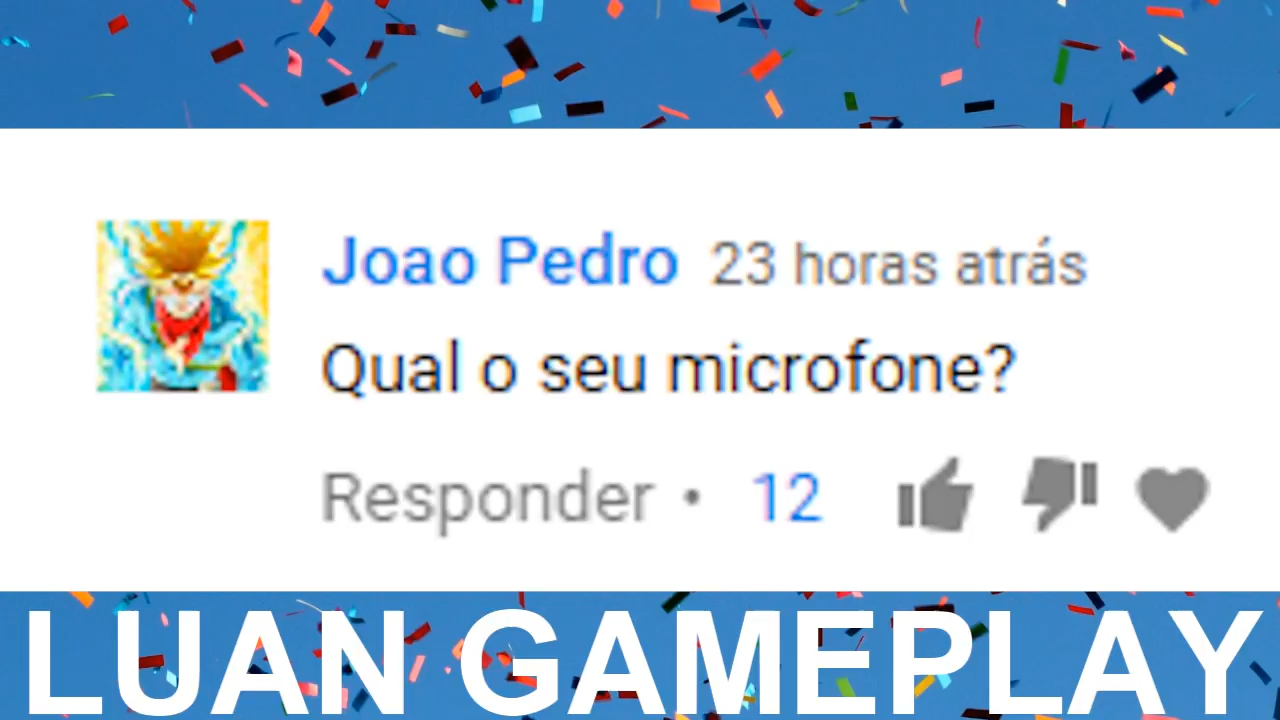 Joao Pedro 23 horas atrás
Qual o seu microfone?
Responder • 12
LUAN GAMEPLAY